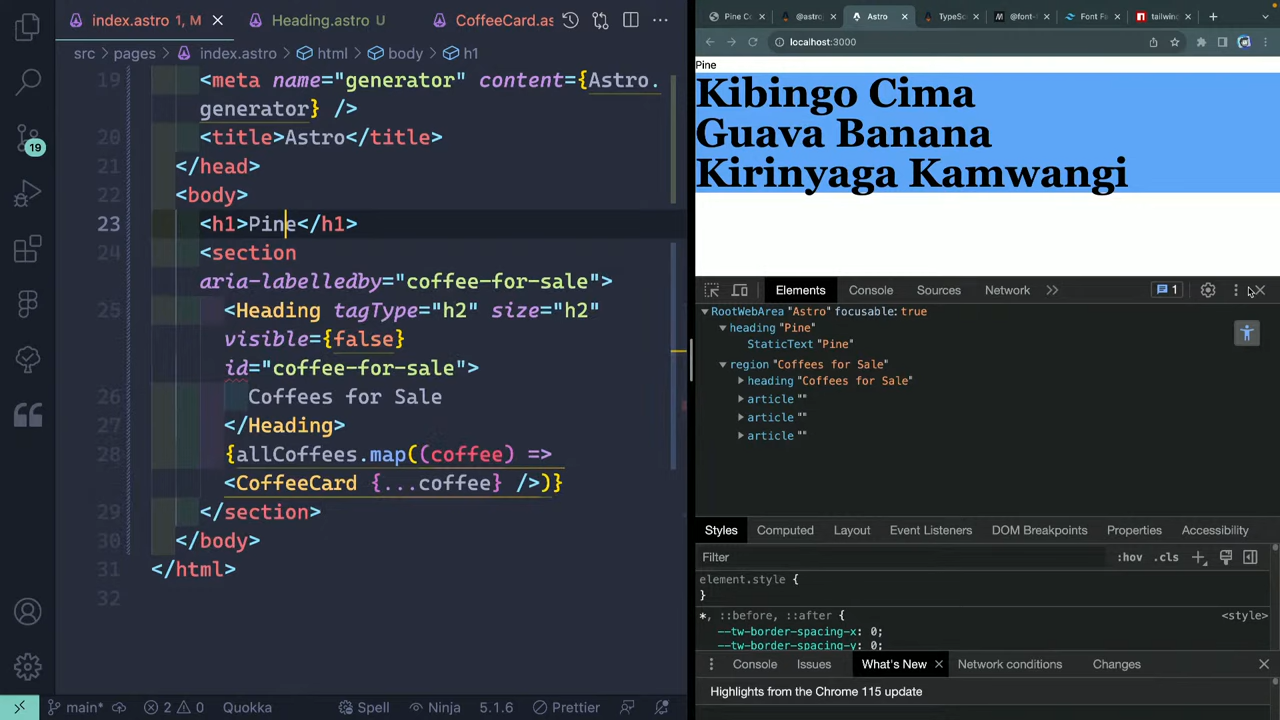 index.astro 1, M
Heading.astro U
CoffeeCard.as
src > pages > index.astro > html > body > h1
19 <meta name="generator" content={Astro.
generator} />
20 <title>Astro</title>
21 </head>
22 <body>
23 <h1>Pine</h1>
24 <section
aria-labelledby="coffee-for-sale">
25 <Heading tagType="h2" size="h2"
visible={false}
id="coffee-for-sale">
26 Coffees for Sale
27 </Heading>
28 {allCoffees.map((coffee) =>
<CoffeeCard {...coffee} />)}
29 </section>
30 </body>
31 </html>
32
19
main*
2 0
Quokka
Spell
Ninja
5.1.6
Prettier
Pine Co
@astroj
Astro
TypeSc
@font-f
Font Fa
tailwin
localhost:3000
Pine
Kibingo Cima
Guava Banana
Kirinyaga Kamwangi
Elements Console Sources Network 1
RootWebArea "Astro" focusable: true
heading "Pine"
StaticText "Pine"
region "Coffees for Sale"
heading "Coffees for Sale"
article ""
article ""
article ""
Styles Computed Layout Event Listeners DOM Breakpoints Properties Accessibility
Filter :hov .cls
element.style {
}
*, ::before, ::after { <style>
--tw-border-spacing-x: 0;
--tw-border-spacing-y: 0;
Console Issues What's New Network conditions Changes
Highlights from the Chrome 115 update